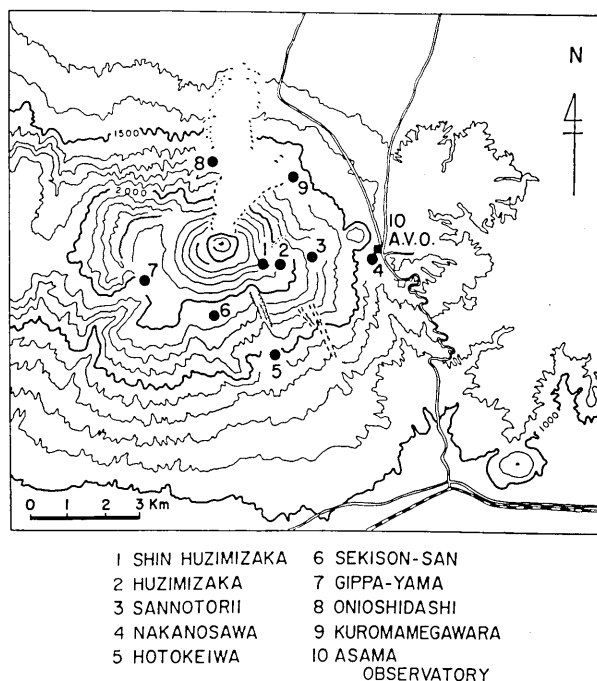 N
1500
8
9
2000
10
A.V.O.
1 2 3
4
7
6
5
1000
0 1 2 3 Km
1 SHIN HUZIMIZAKA 6 SEKISON-SAN
2 HUZIMIZAKA 7 GIPPA-YAMA
3 SANNOTORII 8 ONIOSHIDASHI
4 NAKANOSAWA 9 KUROMAMEGAWARA
5 HOTOKEIWA 10 ASAMA
OBSERVATORY